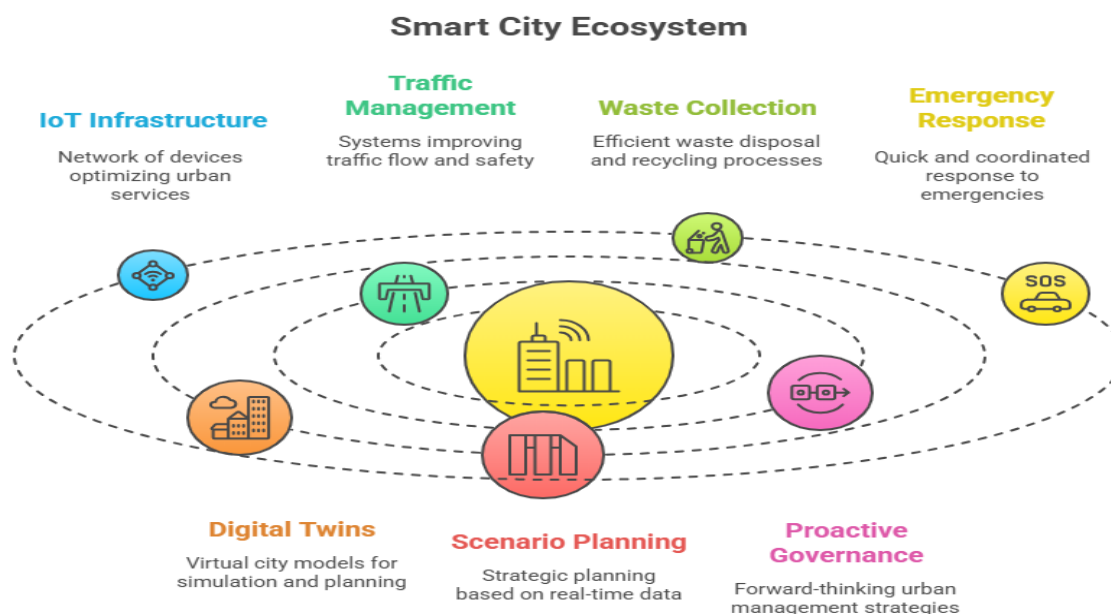 Smart City Ecosystem
IoT Infrastructure
Network of devices
optimizing urban
services
Traffic
Management
Systems improving
traffic flow and safety
Waste Collection
Efficient waste disposal
and recycling processes
Emergency
Response
Quick and coordinated
response to
emergencies
SOS
Digital Twins
Virtual city models for
simulation and planning
Scenario Planning
Strategic planning
based on real-time data
Proactive
Governance
Forward-thinking urban
management strategies